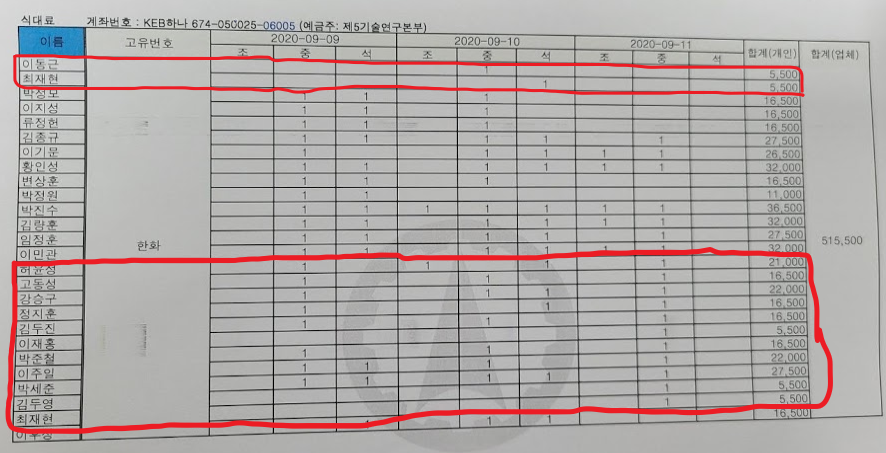 식대료 계좌번호 : KEB하나 674-050025-06005 (예금주: 제5기술연구본부)
이름 고유번호 2020-09-09 2020-09-10 2020-09-11 합계(개인) 합계(업체)
조 중 석 조 중 석 조 중 석
이동근 1 5,500
최재현 1 5,500
박성모 1 1 1 16,500
이지성 1 1 1 16,500
류정헌 1 1 1 16,500
김종규 1 1 1 1 1 27,500
이기문 1 1 1 1 1 26,500
황인성 1 1 1 1 1 1 32,000
변상훈 1 1 1 16,500
박정원 1 1 11,000
박진수 1 1 1 1 1 1 1 36,500
김량훈 1 1 1 1 1 1 32,000
임정훈 1 1 1 1 1 27,500
이민관 한화 1 1 1 1 1 1 32,000 515,500
허윤성 1 1 1 1 21,000
고동성 1 1 1 16,500
강승구 1 1 1 1 22,000
정지훈 1 1 1 16,500
김두진 1 1 1 16,500
이재홍 1 5,500
박준철 1 1 1 16,500
이주일 1 1 1 1 22,000
박세준 1 1 1 1 1 27,500
김두영 1 5,500
최재현 1 5,500
이우성 1 1 1 16,500